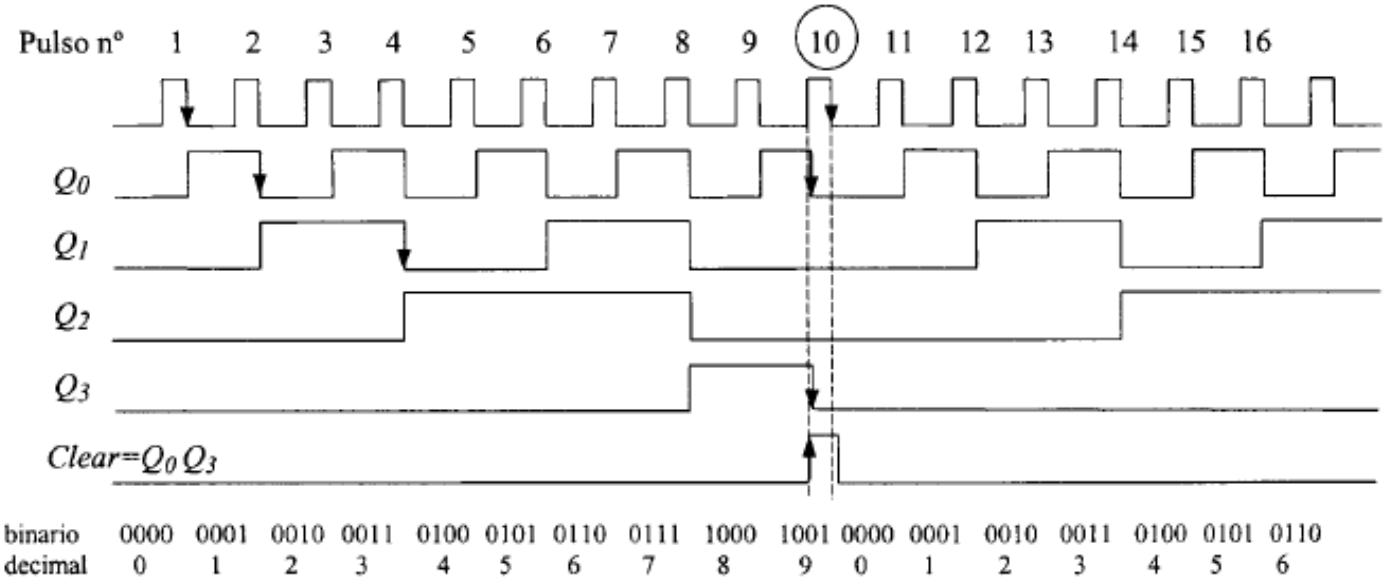 Pulso nº 1 2 3 4 5 6 7 8 9 10 11 12 13 14 15 16
Q0
Q1
Q2
Q3
Clear=Q0 Q3
binario 0000 0001 0010 0011 0100 0101 0110 0111 1000 1001 0000 0001 0010 0011 0100 0101 0110
decimal 0 1 2 3 4 5 6 7 8 9 0 1 2 3 4 5 6